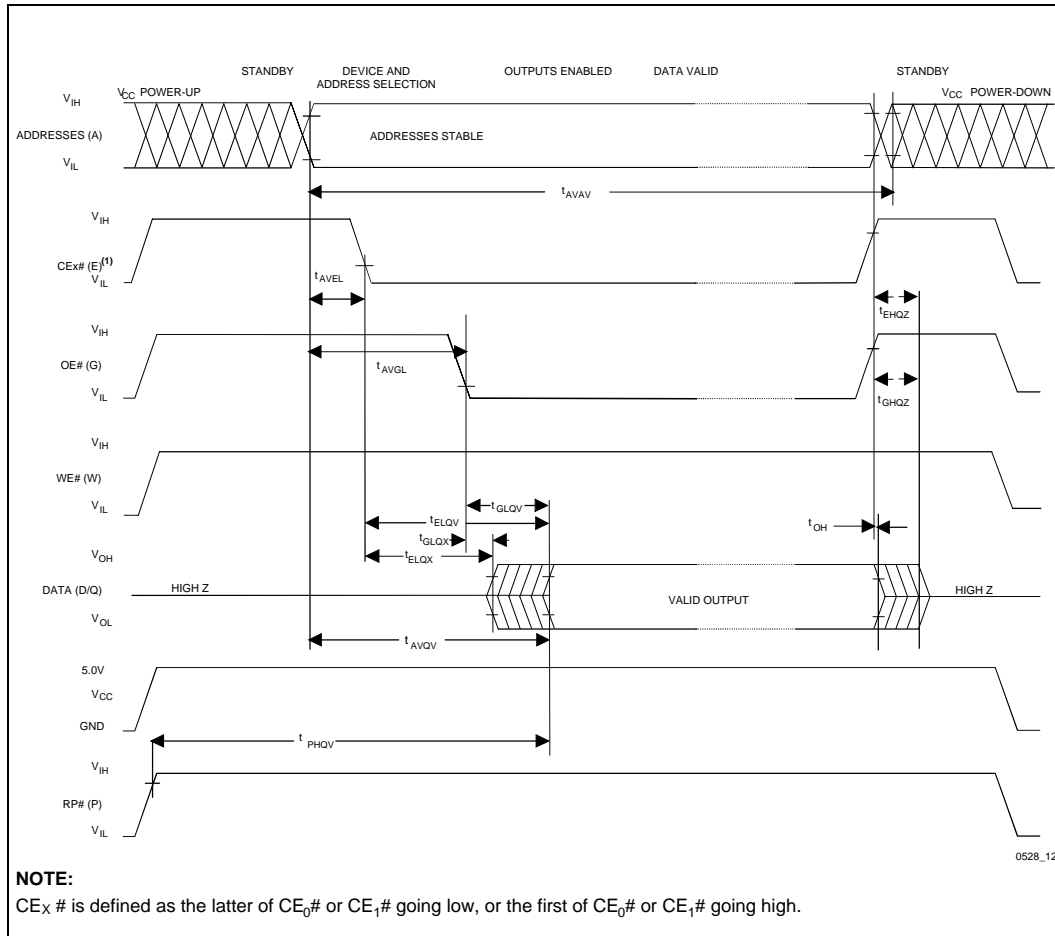 STANDBY DEVICE AND ADDRESS SELECTION OUTPUTS ENABLED DATA VALID STANDBY
VCC POWER-UP VCC POWER-DOWN
VIH
ADDRESSES (A) ADDRESSES STABLE
VIL
tAVAV
VIH
CEx# (E)(1)
VIL
tAVEL
tEHQZ
VIH
OE# (G)
tAVGL
VIL
tGHQZ
VIH
WE# (W)
VIL
tGLQV
tELQV
tOH
tGLQX
tELQX
VOH
DATA (D/Q) HIGH Z VALID OUTPUT HIGH Z
VOL
tAVQV
5.0V
VCC
GND
t PHQV
VIH
RP# (P)
VIL
0528_12
NOTE:
CEX # is defined as the latter of CE0# or CE1# going low, or the first of CE0# or CE1# going high.